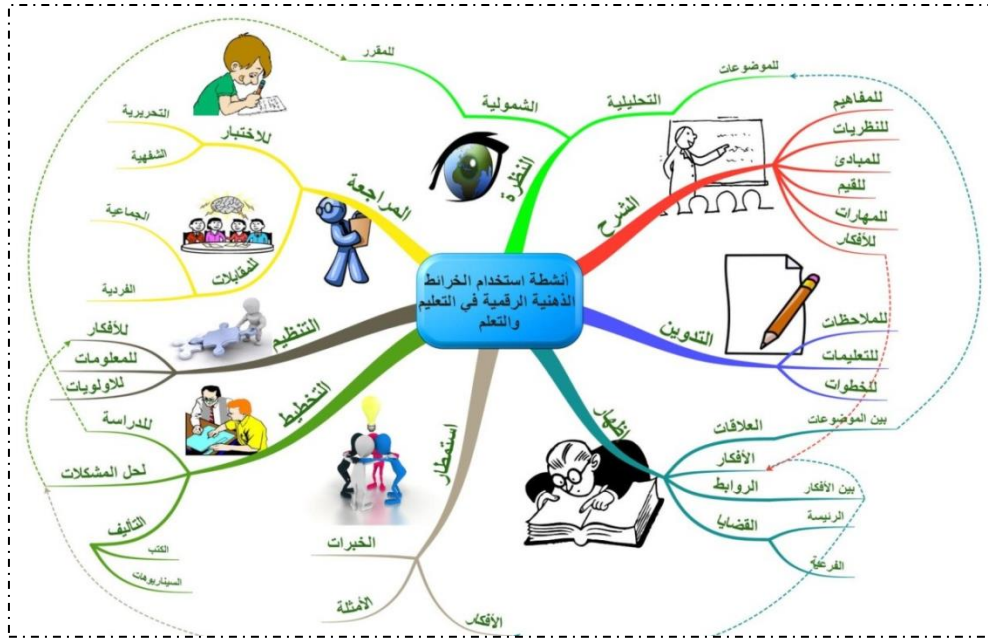 أنشطة استخدام الخرائط
الذهنية الرقمية في التعليم
والتعلم
النظرة
التحليلية
للموضوعات
الشمولية
للمقرر
الشرح
للمفاهيم
للنظريات
للمبادئ
للقيم
للمهارات
للأفكار
التدوين
للملاحظات
للتعليمات
للخطوات
إظهار
العلاقات
بين الموضوعات
الأفكار
الروابط
بين الأفكار
القضايا
الرئيسة
الفرعية
استمطار
الأفكار
الأمثلة
الخبرات
التخطيط
للدراسة
لحل المشكلات
التأليف
الكتب
السيناريوهات
التنظيم
للأفكار
للمعلومات
للاولويات
المراجعة
للاختبار
التحريرية
الشفهية
للمقابلات
الجماعية
الفردية